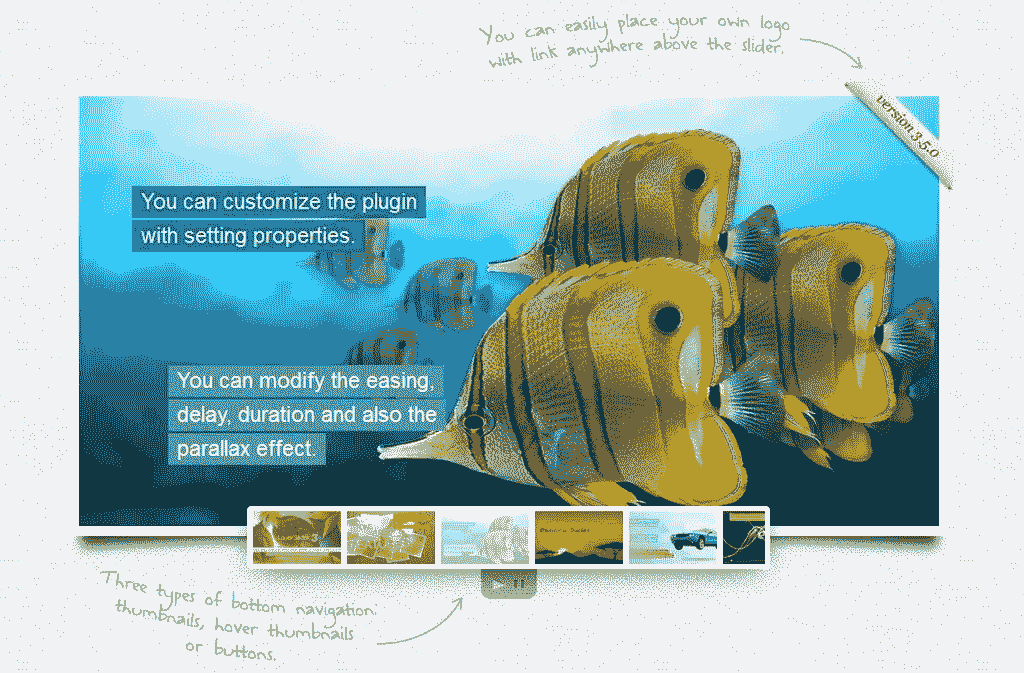 You can easily place your own logo
with link anywhere above the slider.
version 3.5.0
You can customize the plugin
with setting properties.
You can modify the easing,
delay, duration and also the
parallax effect.
Three types of bottom navigation:
thumbnails, hover thumbnails
or buttons.